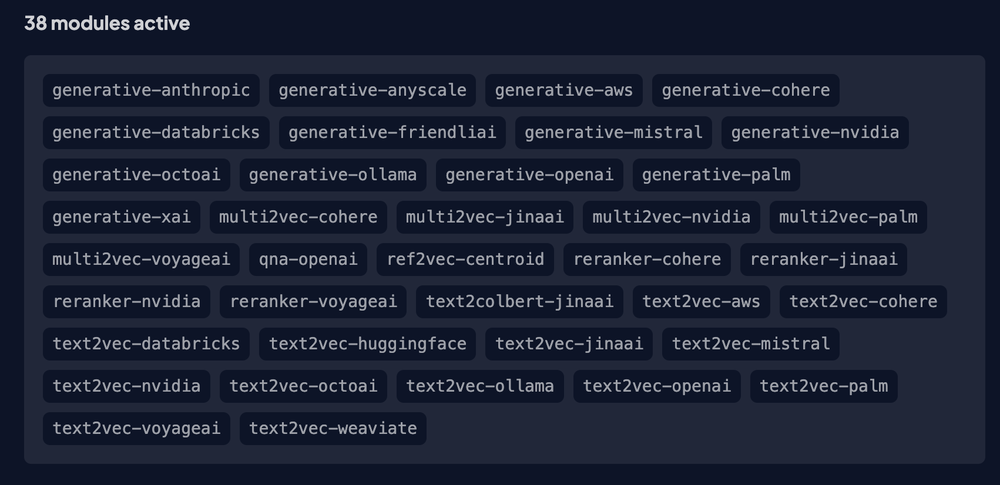 38 modules active
generative-anthropic generative-anyscale generative-aws generative-cohere
generative-databricks generative-friendliai generative-mistral generative-nvidia
generative-octoai generative-ollama generative-openai generative-palm
generative-xai multi2vec-cohere multi2vec-jinaai multi2vec-nvidia multi2vec-palm
multi2vec-voyageai qna-openai ref2vec-centroid reranker-cohere reranker-jinaai
reranker-nvidia reranker-voyageai text2colbert-jinaai text2vec-aws text2vec-cohere
text2vec-databricks text2vec-huggingface text2vec-jinaai text2vec-mistral
text2vec-nvidia text2vec-octoai text2vec-ollama text2vec-openai text2vec-palm
text2vec-voyageai text2vec-weaviate